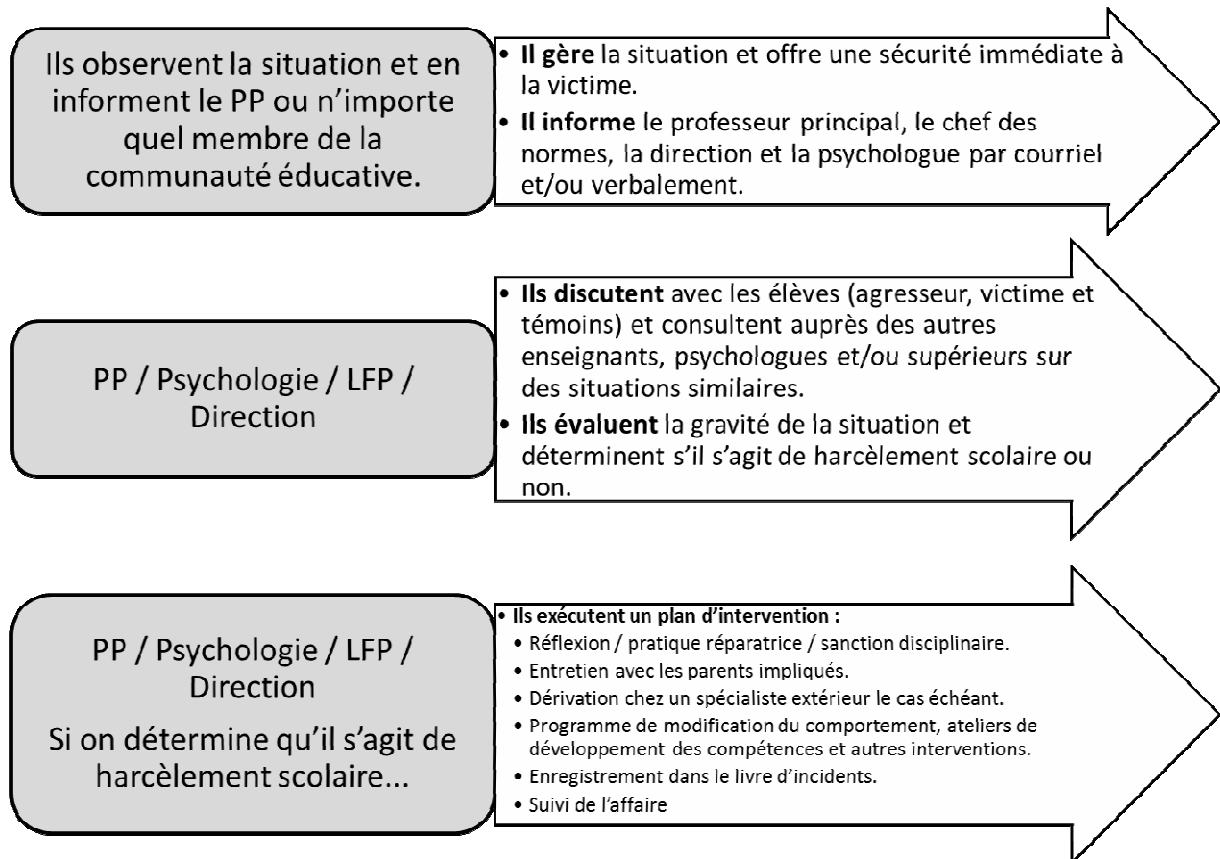 Ils observent la situation et en
informent le PP ou n’importe
quel membre de la
communauté éducative.
• Il gère la situation et offre une sécurité immédiate à
la victime.
• Il informe le professeur principal, le chef des
normes, la direction et la psychologue par courriel
et/ou verbalement.
PP / Psychologie / LFP /
Direction
• Ils discutent avec les élèves (agresseur, victime et
témoins) et consultent auprès des autres
enseignants, psychologues et/ou supérieurs sur
des situations similaires.
• Ils évaluent la gravité de la situation et
déterminent s’il s’agit de harcèlement scolaire ou
non.
PP / Psychologie / LFP /
Direction
Si on détermine qu’il s’agit de
harcèlement scolaire...
• Ils exécutent un plan d’intervention :
• Réflexion / pratique réparatrice / sanction disciplinaire.
• Entretien avec les parents impliqués.
• Dérivation chez un spécialiste extérieur le cas échéant.
• Programme de modification du comportement, ateliers de
développement des compétences et autres interventions.
• Enregistrement dans le livre d’incidents.
• Suivi de l’affaire